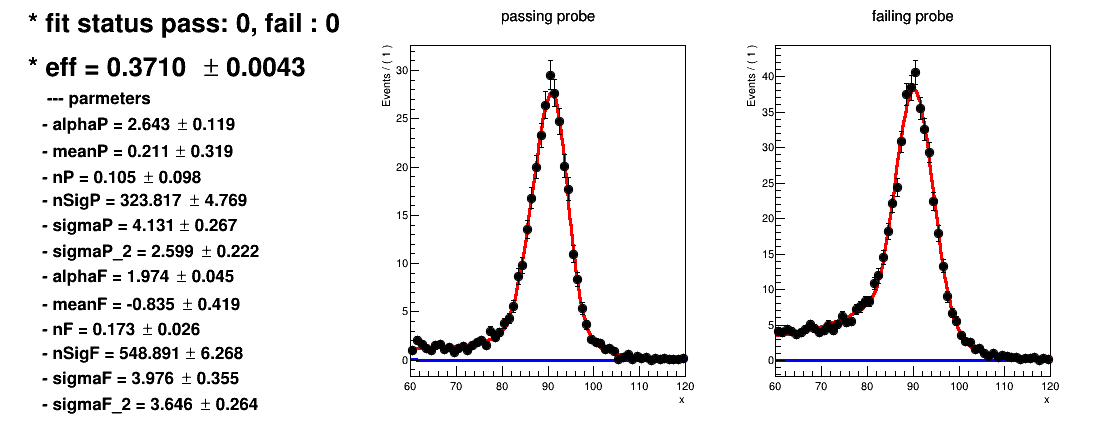 * fit status pass: 0, fail : 0
* eff = 0.3710 ± 0.0043
--- parmeters
- alphaP = 2.643 ± 0.119
- meanP = 0.211 ± 0.319
- nP = 0.105 ± 0.098
- nSigP = 323.817 ± 4.769
- sigmaP = 4.131 ± 0.267
- sigmaP_2 = 2.599 ± 0.222
- alphaF = 1.974 ± 0.045
- meanF = -0.835 ± 0.419
- nF = 0.173 ± 0.026
- nSigF = 548.891 ± 6.268
- sigmaF = 3.976 ± 0.355
- sigmaF_2 = 3.646 ± 0.264
passing probe
Events / ( 1 )
30
25
20
15
10
5
0
60 70 80 90 100 110 120
x
failing probe
Events / ( 1 )
40
35
30
25
20
15
10
5
0
60 70 80 90 100 110 120
x